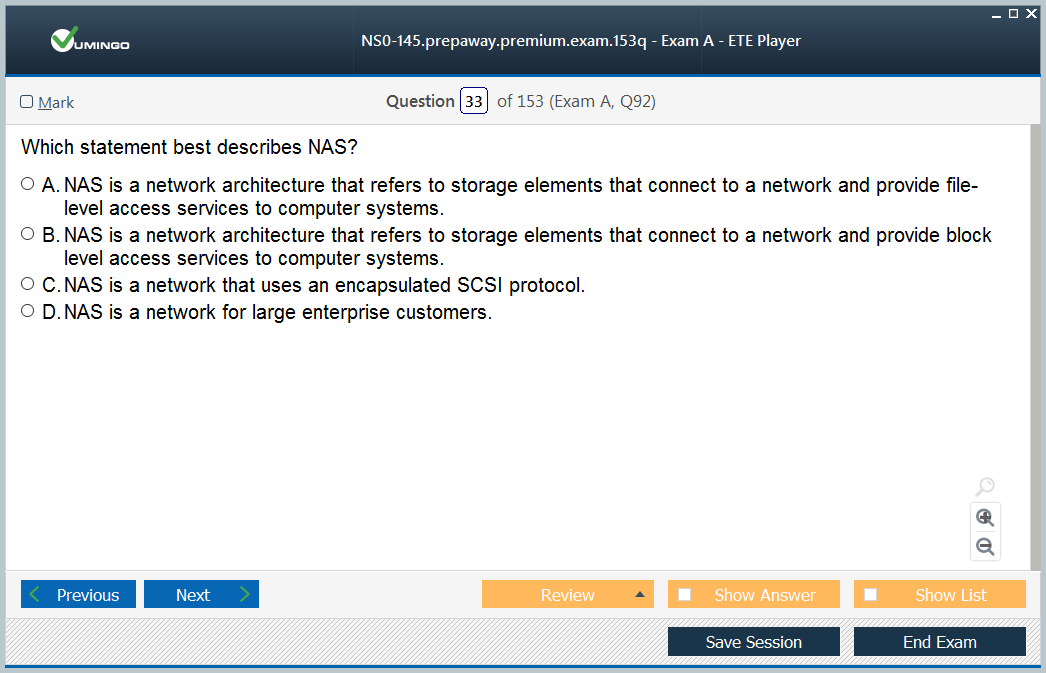 VUMINGO
NS0-145.prepaway.premium.exam.153q - Exam A - ETE Player
Mark
Question 33 of 153 (Exam A, Q92)
Which statement best describes NAS?
A. NAS is a network architecture that refers to storage elements that connect to a network and provide file-
level access services to computer systems.
B. NAS is a network architecture that refers to storage elements that connect to a network and provide block
level access services to computer systems.
C. NAS is a network that uses an encapsulated SCSI protocol.
D. NAS is a network for large enterprise customers.
Previous Next Review Show Answer Show List
Save Session End Exam